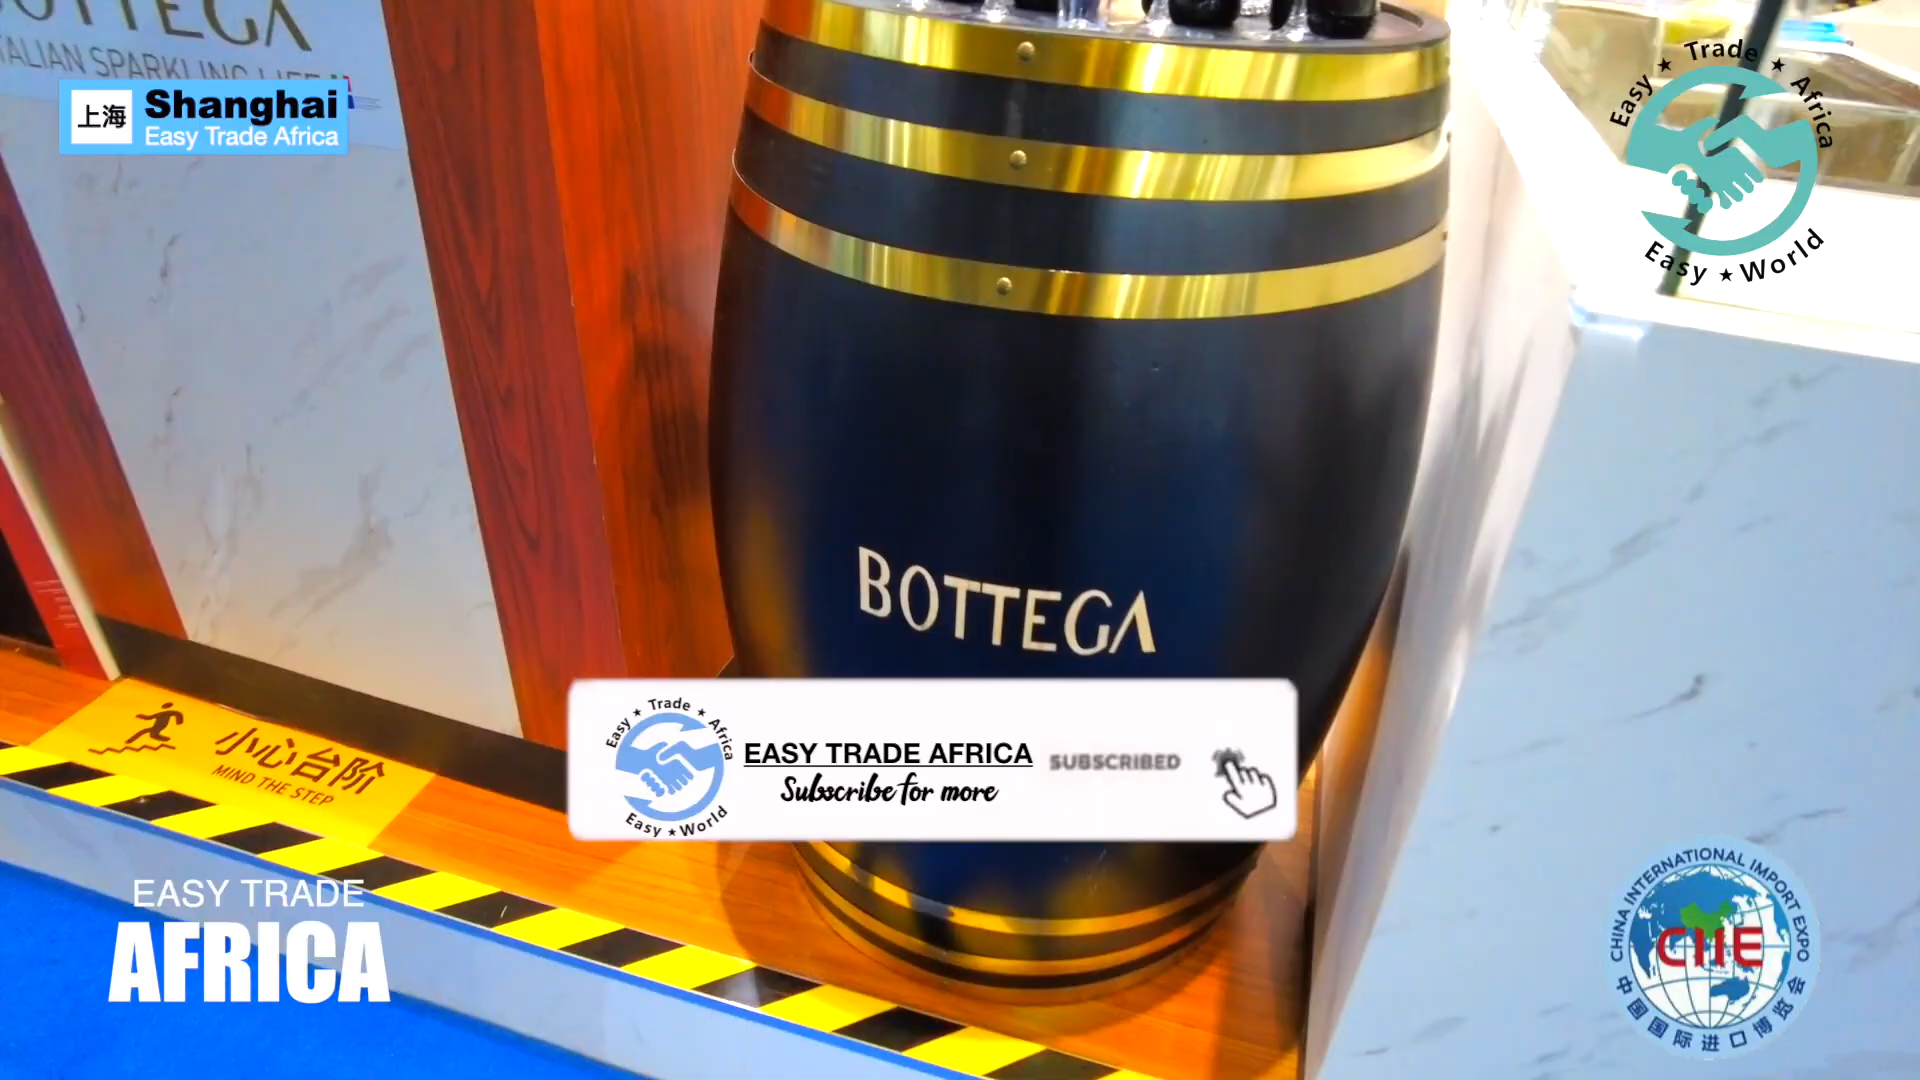 BOTTEGA
ITALIAN SPARKLING LIFE
上海
Shanghai
Easy Trade Africa
Easy ★ Trade ★ Africa
Easy ★ World
BOTTEGA
Easy ★ Trade ★ Africa
Easy ★ World
EASY TRADE AFRICA
Subscribe for more
SUBSCRIBED
小心台阶
MIND THE STEP
EASY TRADE
AFRICA
CHINA INTERNATIONAL IMPORT EXPO
CIIE
中国国际进口博览会